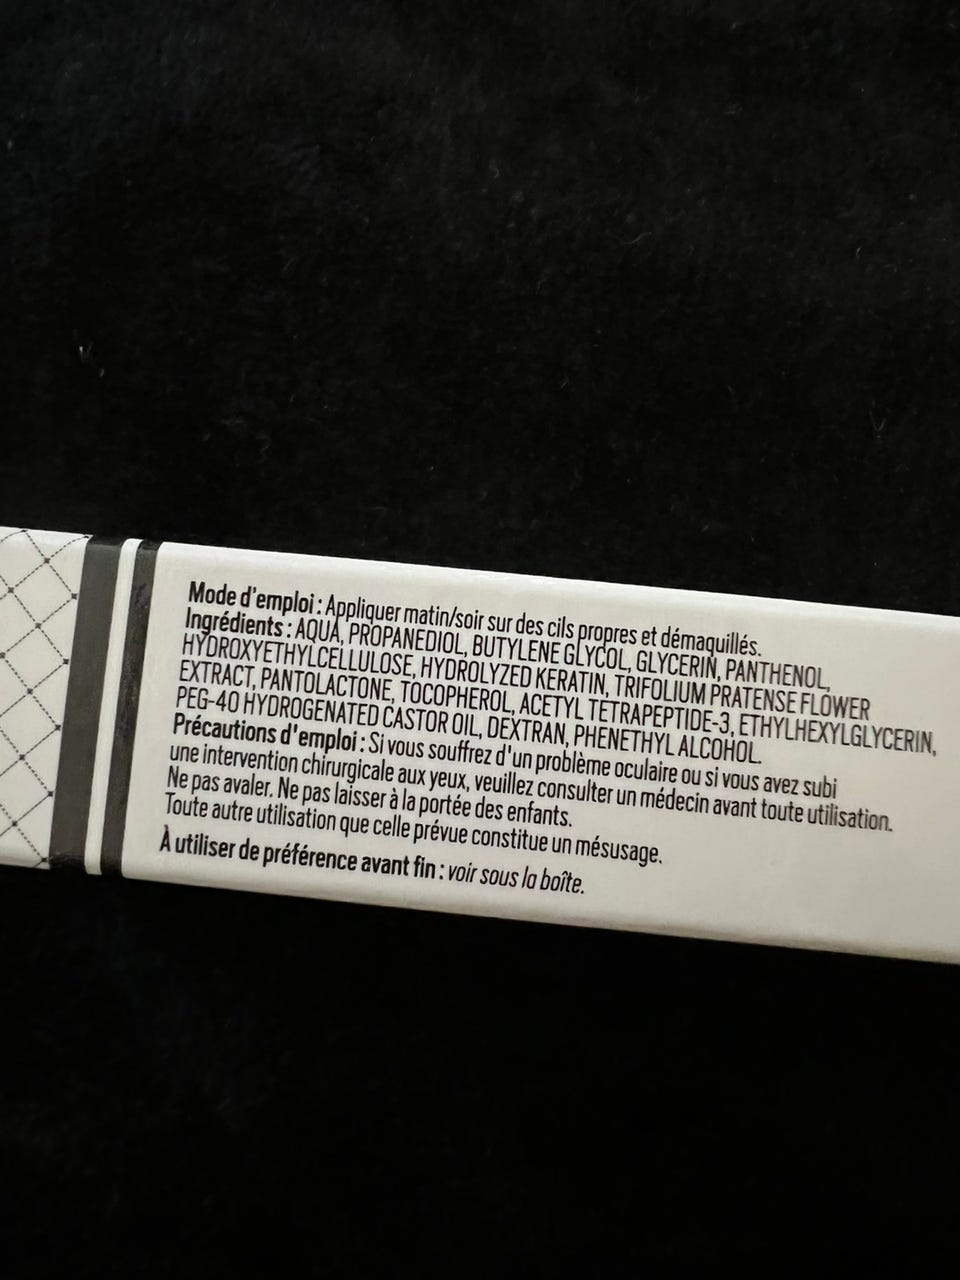 Mode d'emploi : Appliquer matin/soir sur des cils propres et démaquillés.
Ingrédients : AQUA, PROPANEDIOL, BUTYLENE GLYCOL, GLYCERIN, PANTHENOL,
HYDROXYETHYLCELLULOSE, HYDROLYZED KERATIN, TRIFOLIUM PRATENSE FLOWER
EXTRACT, PANTOLACTONE, TOCOPHEROL, ACETYL TETRAPEPTIDE-3, ETHYLHEXYLGLYCERIN,
PEG-40 HYDROGENATED CASTOR OIL, DEXTRAN, PHENETHYL ALCOHOL.
Précautions d'emploi : Si vous souffrez d'un problème oculaire ou si vous avez subi
une intervention chirurgicale aux yeux, veuillez consulter un médecin avant toute utilisation.
Ne pas avaler. Ne pas laisser à la portée des enfants.
Toute autre utilisation que celle prévue constitue un mésusage.
À utiliser de préférence avant fin : voir sous la boîte.